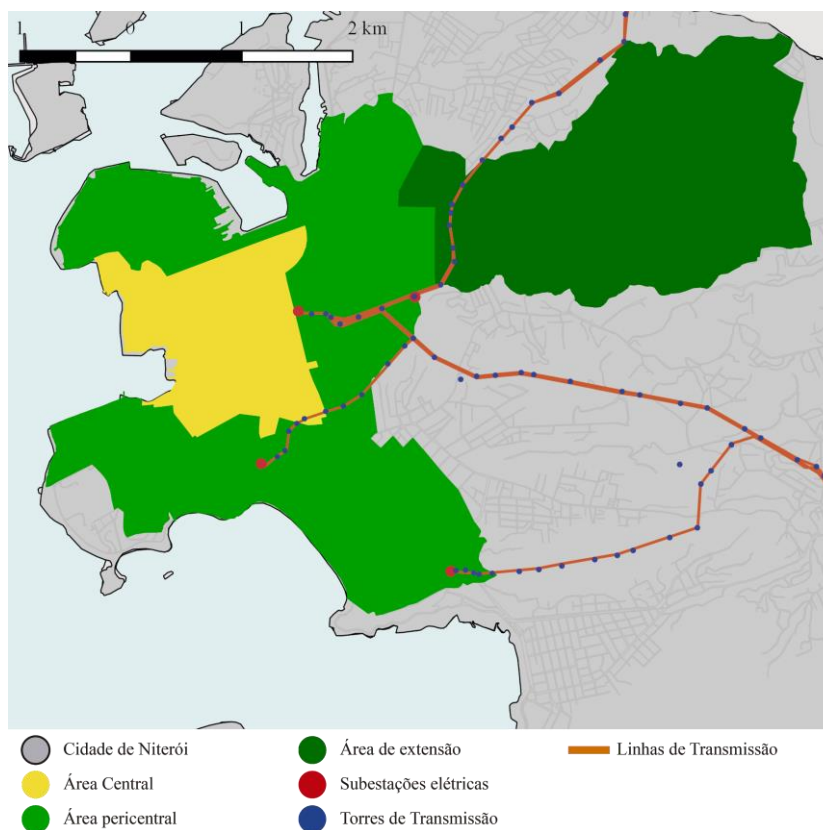 1 0 1 2 km
Cidade de Niterói
Área Central
Área pericentral
Área de extensão
Subestações elétricas
Torres de Transmissão
Linhas de Transmissão